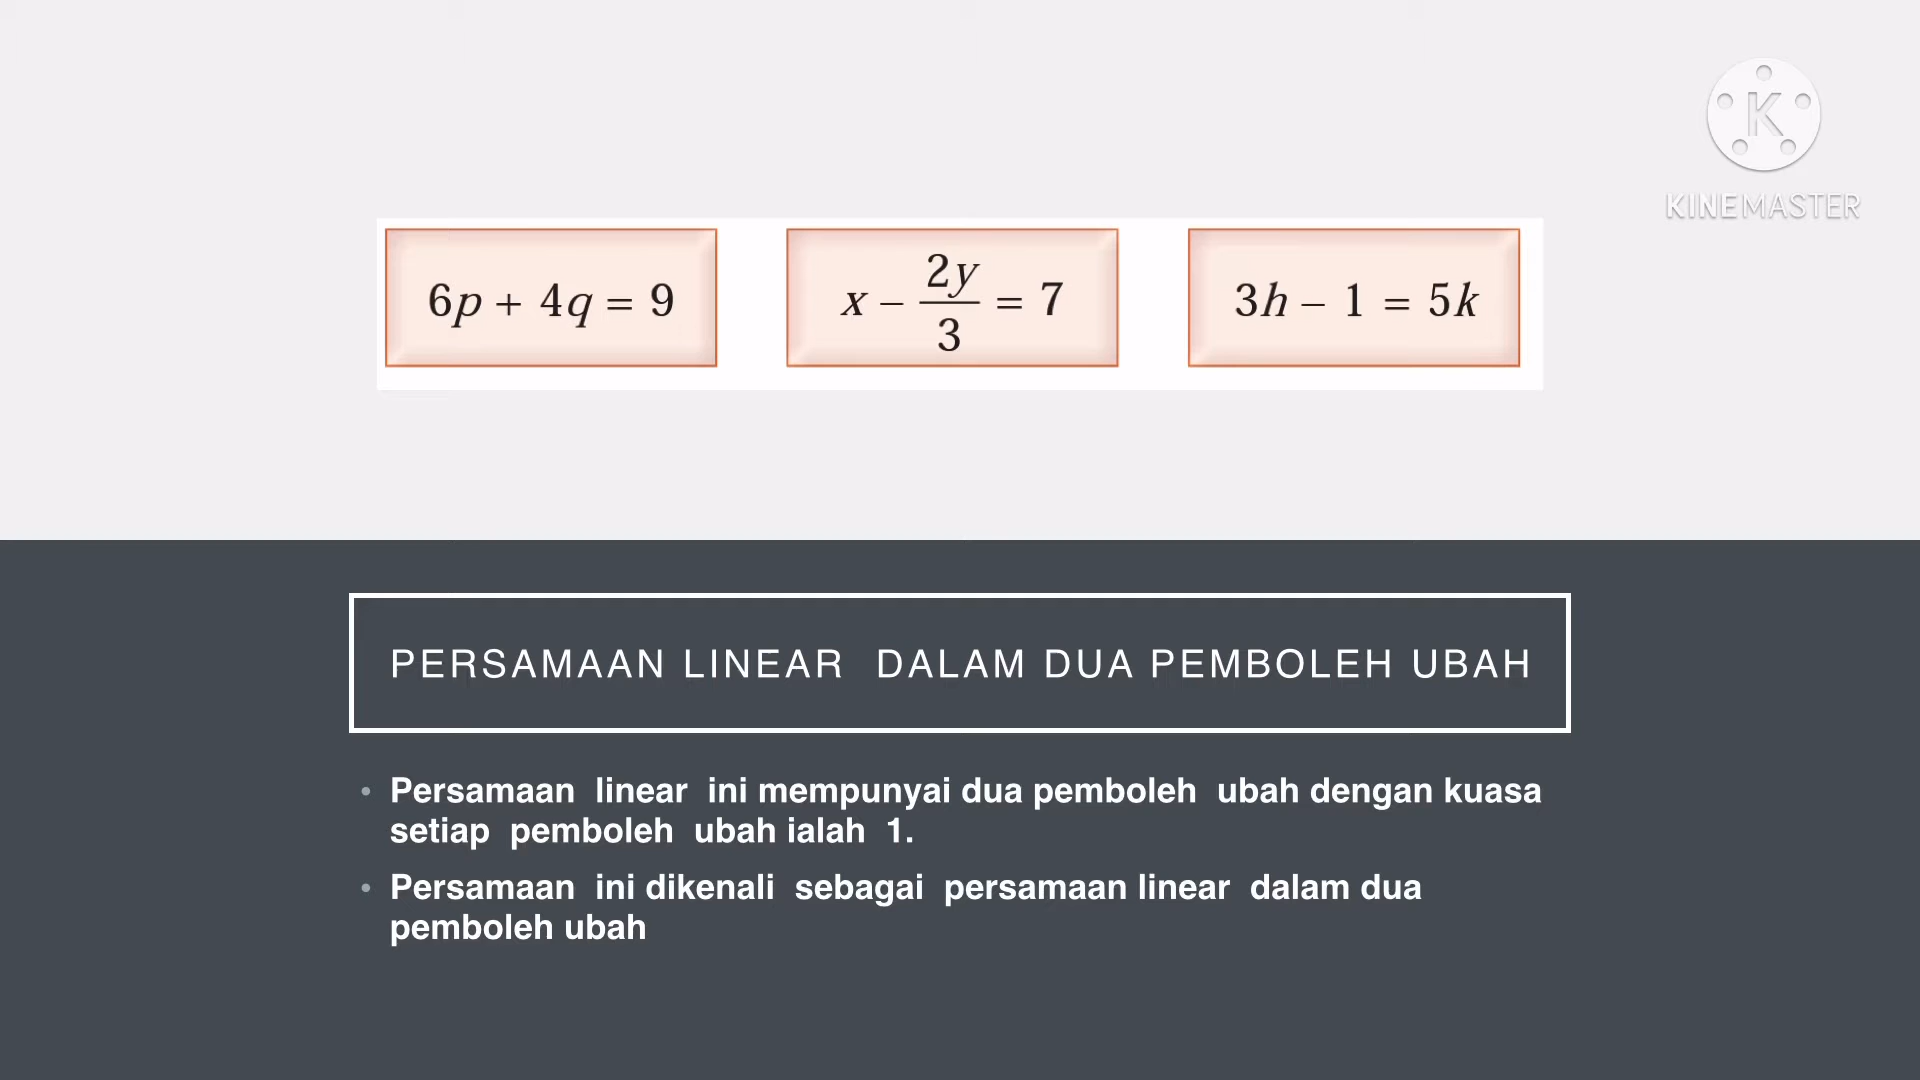 K
KINEMASTER
6p + 4q = 9
x - 2y/3 = 7
3h - 1 = 5k
PERSAMAAN LINEAR DALAM DUA PEMBOLEH UBAH
• Persamaan linear ini mempunyai dua pemboleh ubah dengan kuasa
setiap pemboleh ubah ialah 1.
• Persamaan ini dikenali sebagai persamaan linear dalam dua
pemboleh ubah